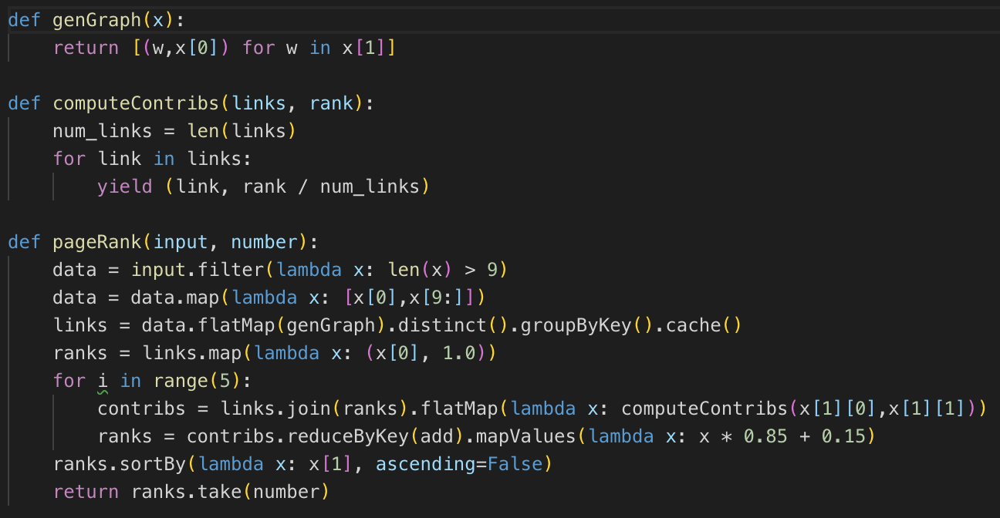 def genGraph(x):
    return [(w,x[0]) for w in x[1]]

def computeContribs(links, rank):
    num_links = len(links)
    for link in links:
        yield (link, rank / num_links)

def pageRank(input, number):
    data = input.filter(lambda x: len(x) > 9)
    data = data.map(lambda x: [x[0],x[9:]])
    links = data.flatMap(genGraph).distinct().groupByKey().cache()
    ranks = links.map(lambda x: (x[0], 1.0))
    for i in range(5):
        contribs = links.join(ranks).flatMap(lambda x: computeContribs(x[1][0],x[1][1]))
        ranks = contribs.reduceByKey(add).mapValues(lambda x: x * 0.85 + 0.15)
    ranks.sortBy(lambda x: x[1], ascending=False)
    return ranks.take(number)